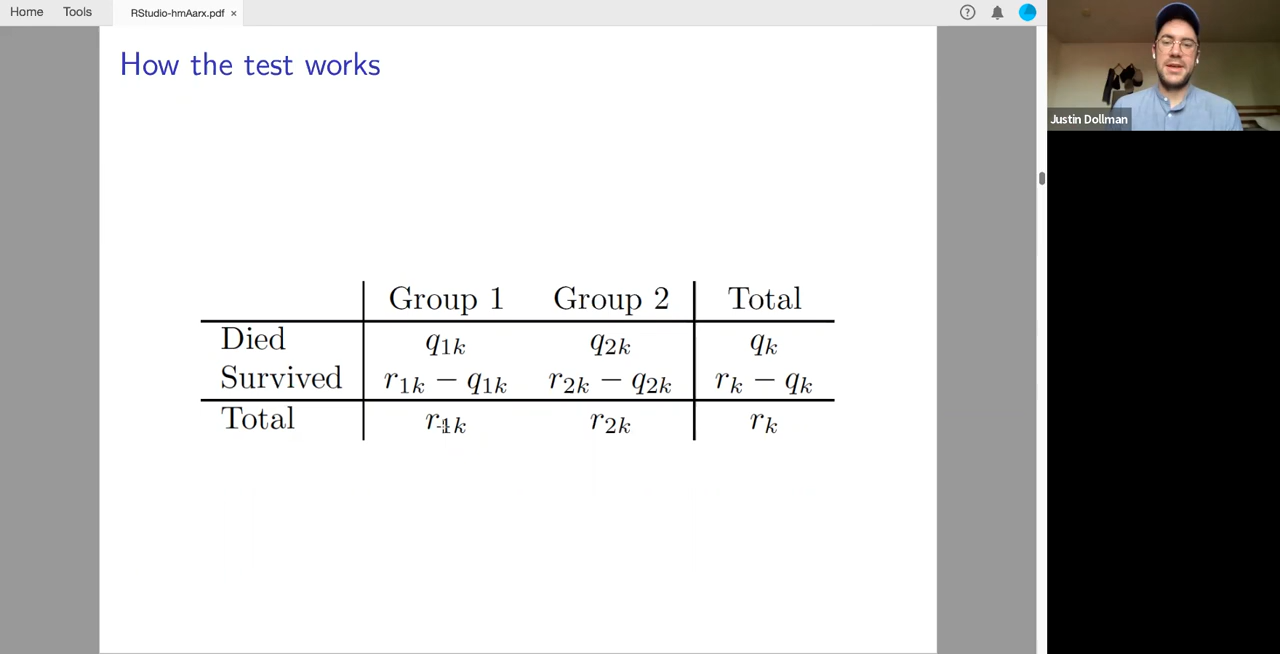 Home Tools RStudio-hmAarx.pdf ×
How the test works
Justin Dollman
Group 1 Group 2 Total
Died q1k q2k qk
Survived r1k − q1k r2k − q2k rk − qk
Total r1k r2k rk